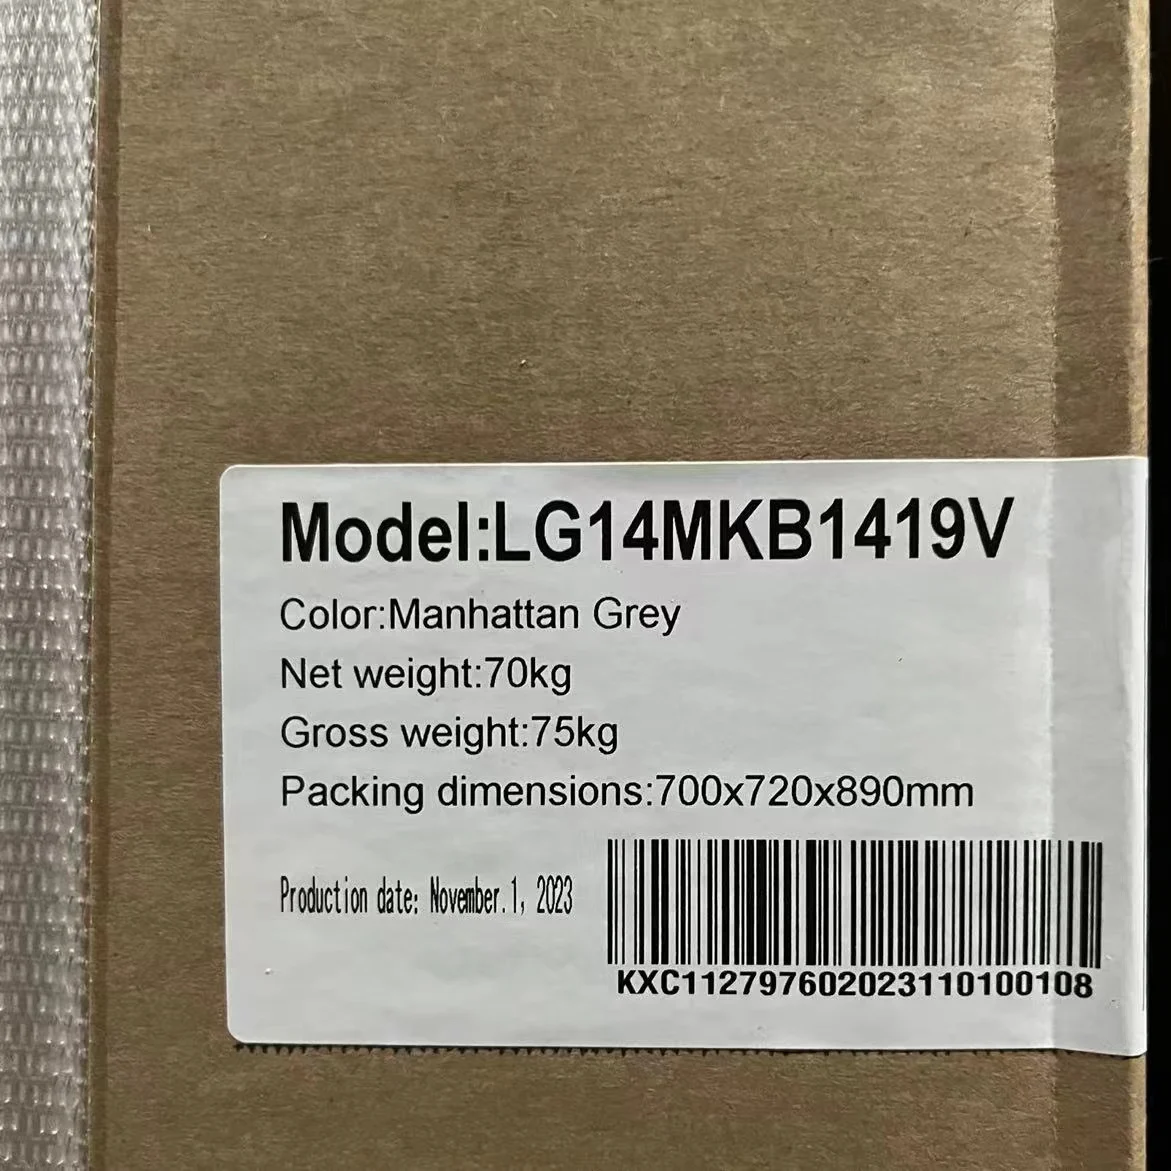 Model:LG14MKB1419V
Color:Manhattan Grey
Net weight:70kg
Gross weight:75kg
Packing dimensions:700x720x890mm
Production date: November.1, 2023
KXC112797602023110100108